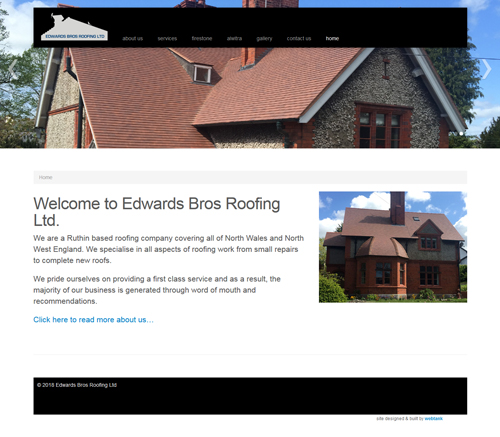 EDWARDS BROS ROOFING LTD
about us services firestone alwitra gallery contact us home
Home
Welcome to Edwards Bros Roofing
Ltd.
We are a Ruthin based roofing company covering all of North Wales and North
West England. We specialise in all aspects of roofing work from small repairs
to complete new roofs.
We pride ourselves on providing a first class service and as a result, the
majority of our business is generated through word of mouth and
recommendations.
Click here to read more about us…
© 2018 Edwards Bros Roofing Ltd
site designed & built by webtank